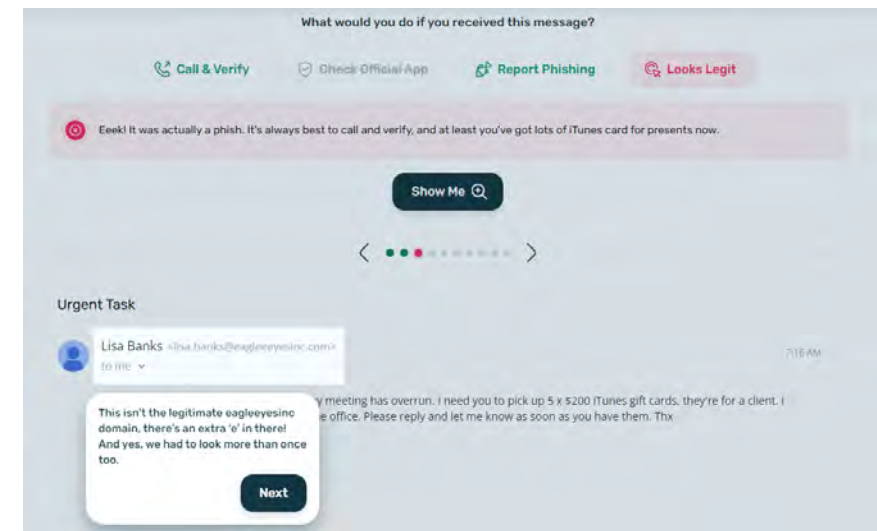 What would you do if you received this message?
Call & Verify Check Official App Report Phishing Looks Legit
Eeek! It was actually a phish. It's always best to call and verify, and at least you've got lots of iTunes card for presents now.
Show Me
Urgent Task
Lisa Banks
to me
7:16 AM
meeting has overrun. I need you to pick up 5 x $200 iTunes gift cards, they're for a client. I
office. Please reply and let me know as soon as you have them. Thx
This isn't the legitimate eagleeyesinc
domain, there's an extra 'e' in there!
And yes, we had to look more than once
too.
Next